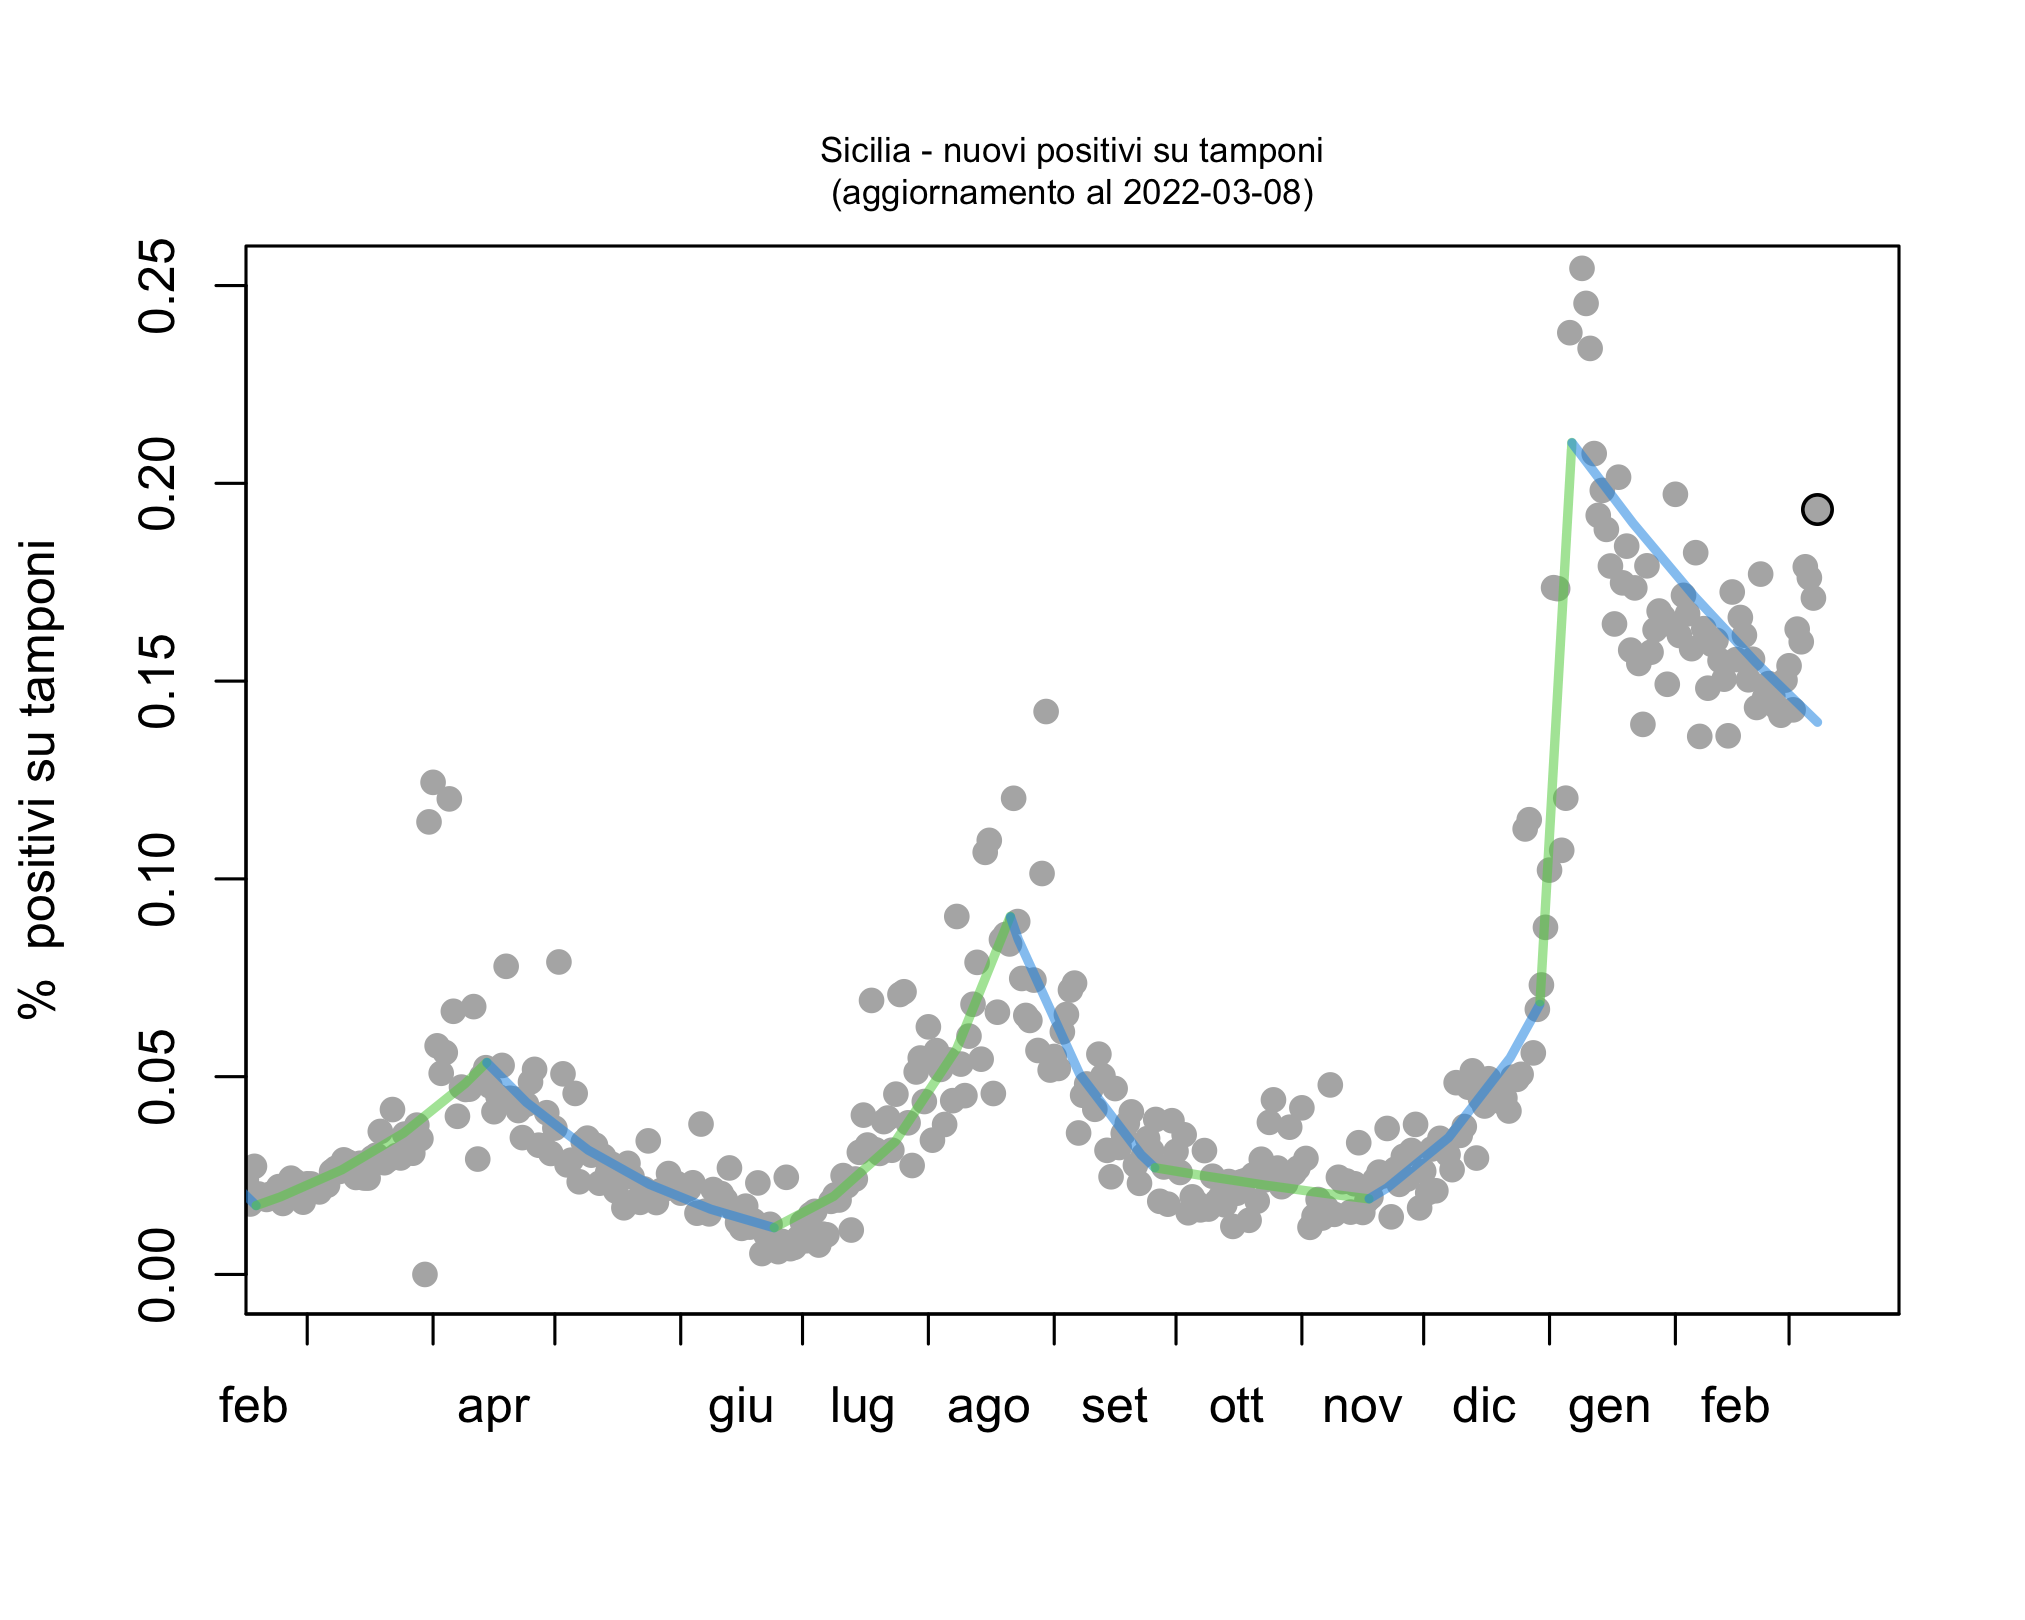 Sicilia - nuovi positivi su tamponi
(aggiornamento al 2022-03-08)
% positivi su tamponi
0.25
0.20
0.15
0.10
0.05
0.00
feb apr giu lug ago set ott nov dic gen feb